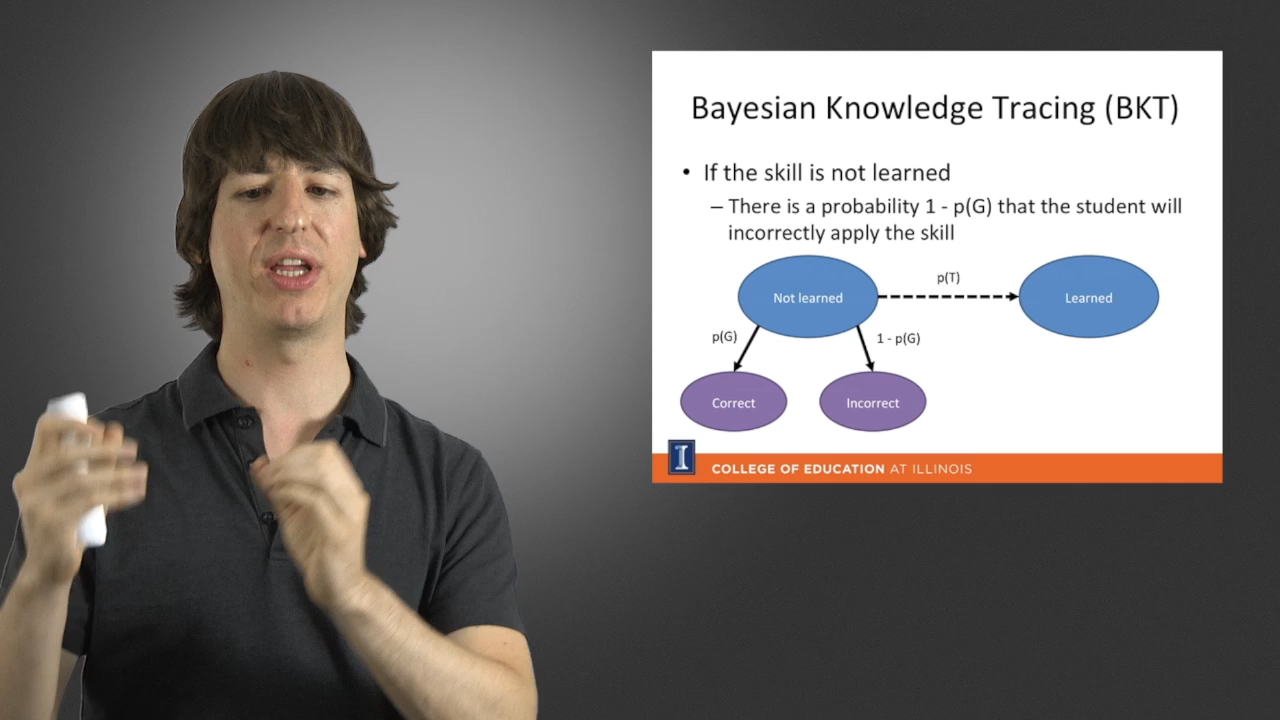 Bayesian Knowledge Tracing (BKT)
• If the skill is not learned
– There is a probability 1 - p(G) that the student will
incorrectly apply the skill
p(T)
Not learned
Learned
p(G)
1 - p(G)
Correct
Incorrect
I
COLLEGE OF EDUCATION AT ILLINOIS